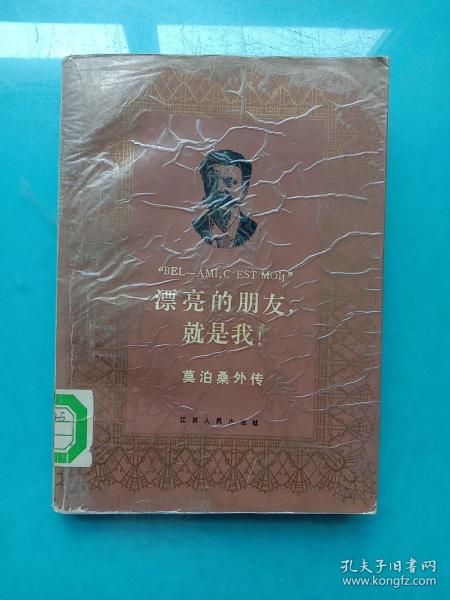 “BEL—AMI, C’EST MOI!”
漂亮的朋友，
就是我！
莫泊桑外传
江苏人民出版社
孔夫子旧书网
www.kongfz.com